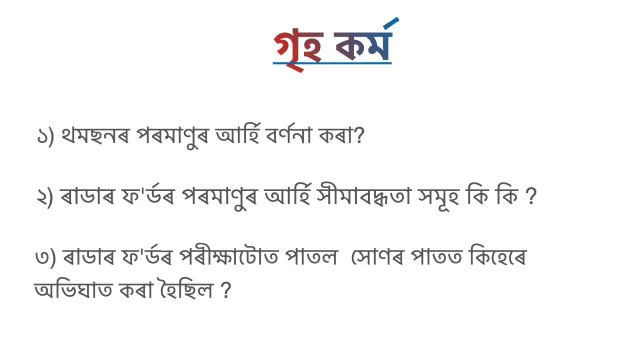 গৃহ কৰ্ম
১) থমছনৰ পৰমাণুৰ আৰ্হি বৰ্ণনা কৰা?
২) ৰাডাৰ ফ'ৰ্ডৰ পৰমাণুৰ আৰ্হি সীমাবদ্ধতা সমূহ কি কি ?
৩) ৰাডাৰ ফ'ৰ্ডৰ পৰীক্ষাটোত পাতল সোণৰ পাতত কিহেৰে
অভিঘাত কৰা হৈছিল ?